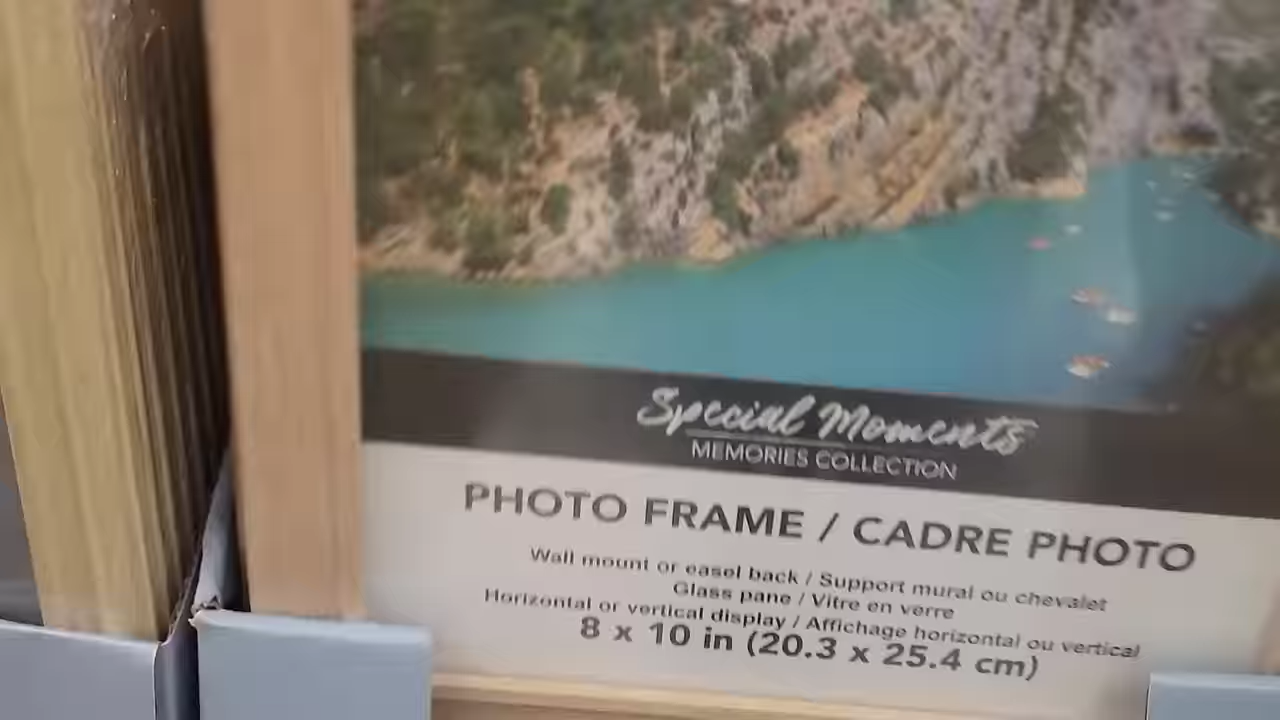 Special Moments
MEMORIES COLLECTION
PHOTO FRAME / CADRE PHOTO
Wall mount or easel back / Support mural ou chevalet
Glass pane / Vitre en verre
Horizontal or vertical display / Affichage horizontal ou vertical
8 x 10 in (20.3 x 25.4 cm)